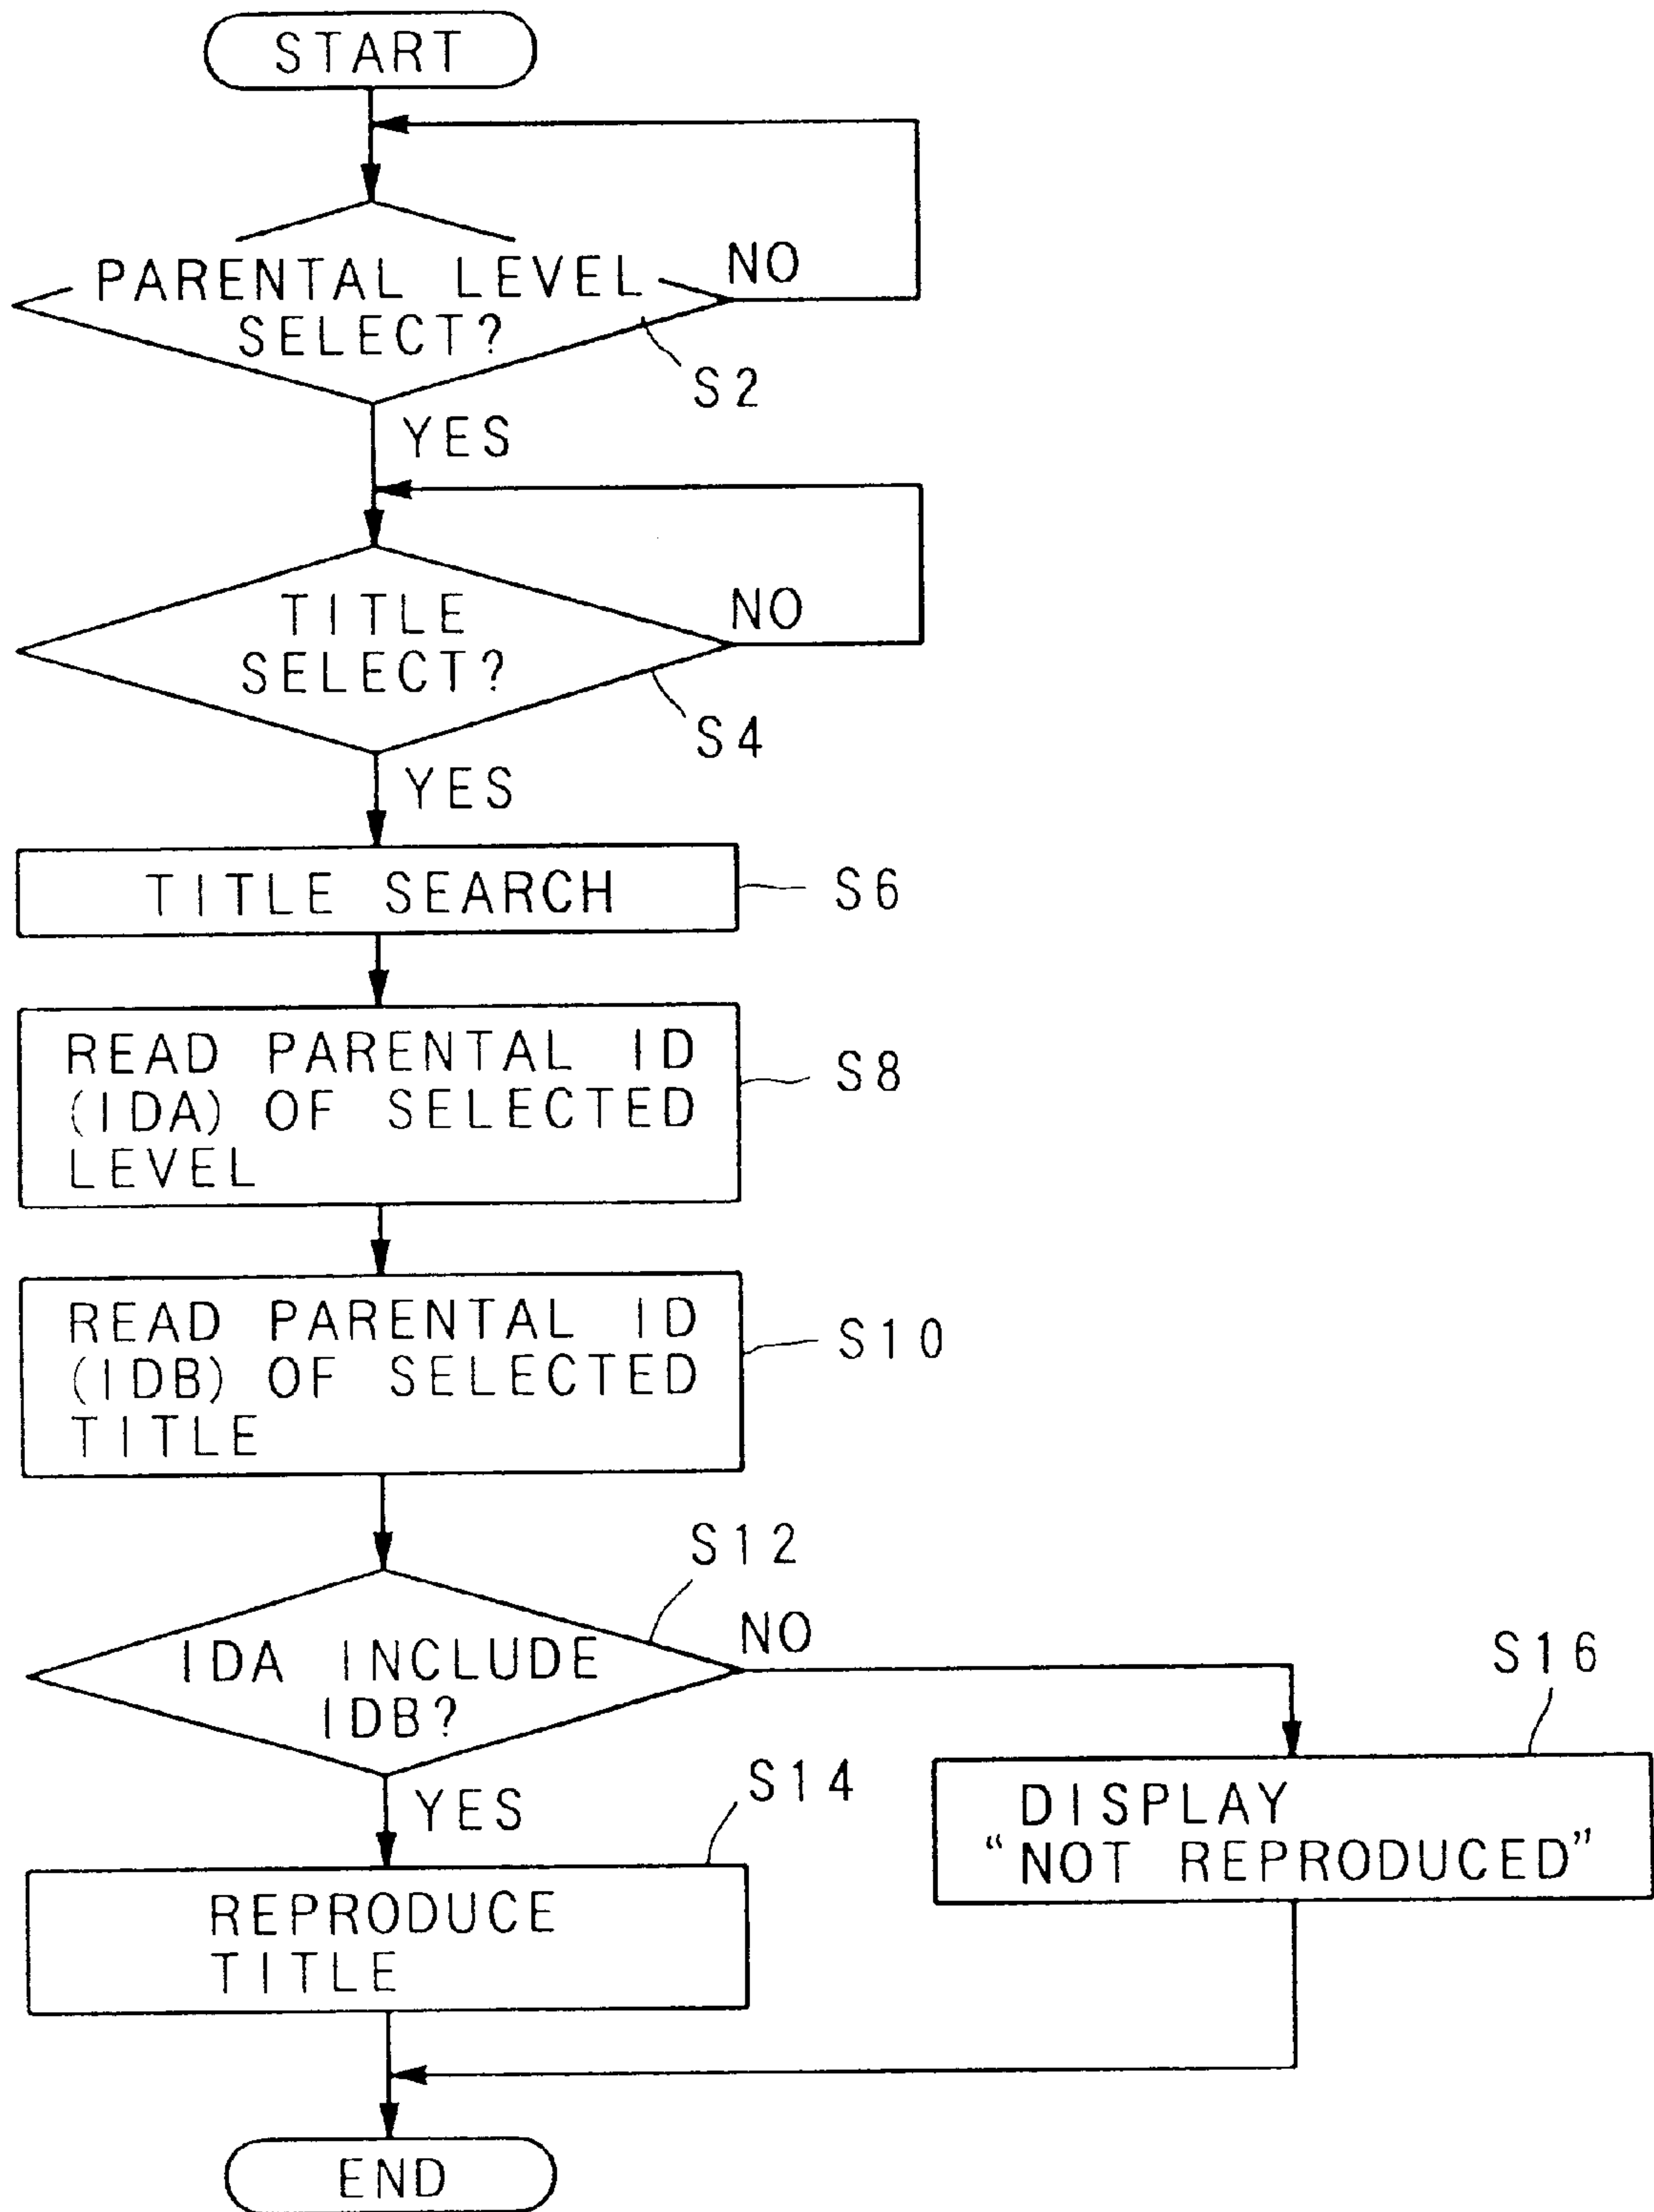 START
PARENTAL LEVEL
SELECT?
NO
S2
YES
TITLE
SELECT?
NO
S4
YES
TITLE SEARCH
S6
READ PARENTAL ID
(IDA) OF SELECTED
LEVEL
S8
READ PARENTAL ID
(IDB) OF SELECTED
TITLE
S10
S12
IDA INCLUDE
IDB?
NO
YES
S14
REPRODUCE
TITLE
S16
DISPLAY
“NOT REPRODUCED”
END